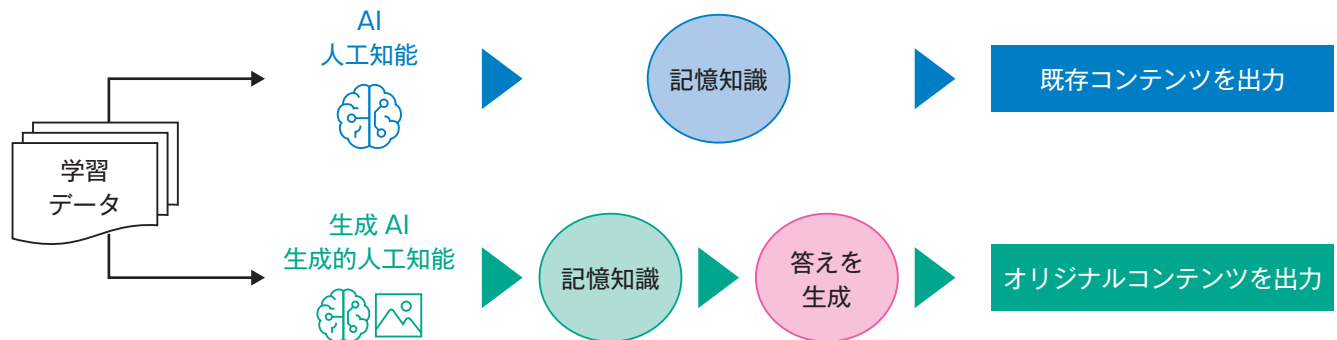 学習
データ
AI
人工知能
記憶知識
既存コンテンツを出力
生成 AI
生成的人工知能
記憶知識
答えを
生成
オリジナルコンテンツを出力